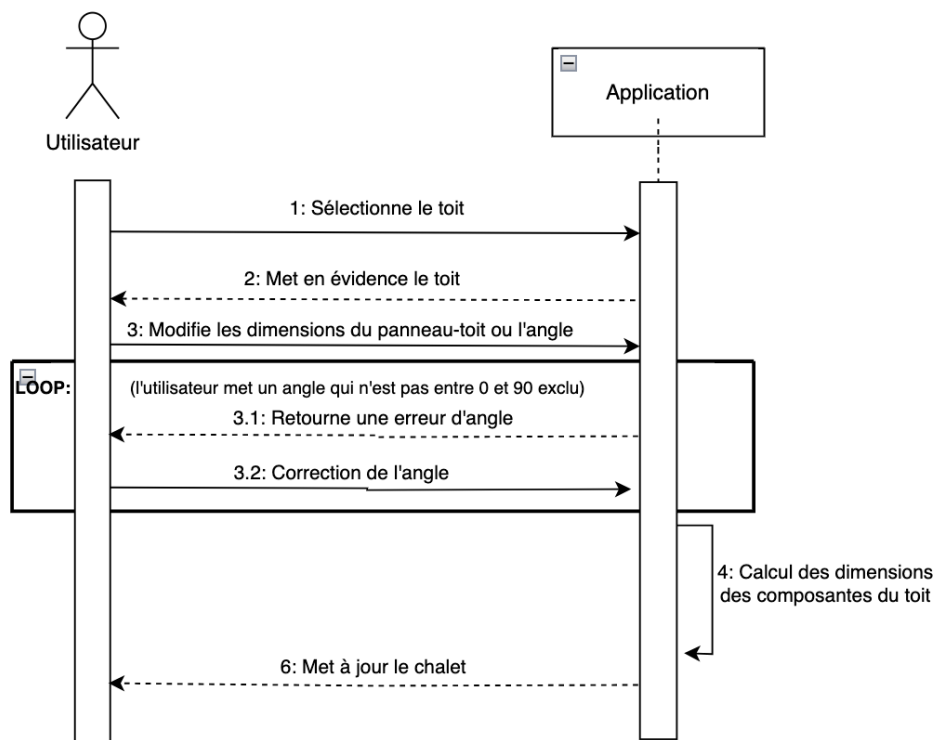 Utilisateur
Application
1: Sélectionne le toit
2: Met en évidence le toit
3: Modifie les dimensions du panneau-toit ou l'angle
LOOP:
(l'utilisateur met un angle qui n'est pas entre 0 et 90 exclu)
3.1: Retourne une erreur d'angle
3.2: Correction de l'angle
4: Calcul des dimensions
des composantes du toit
6: Met à jour le chalet